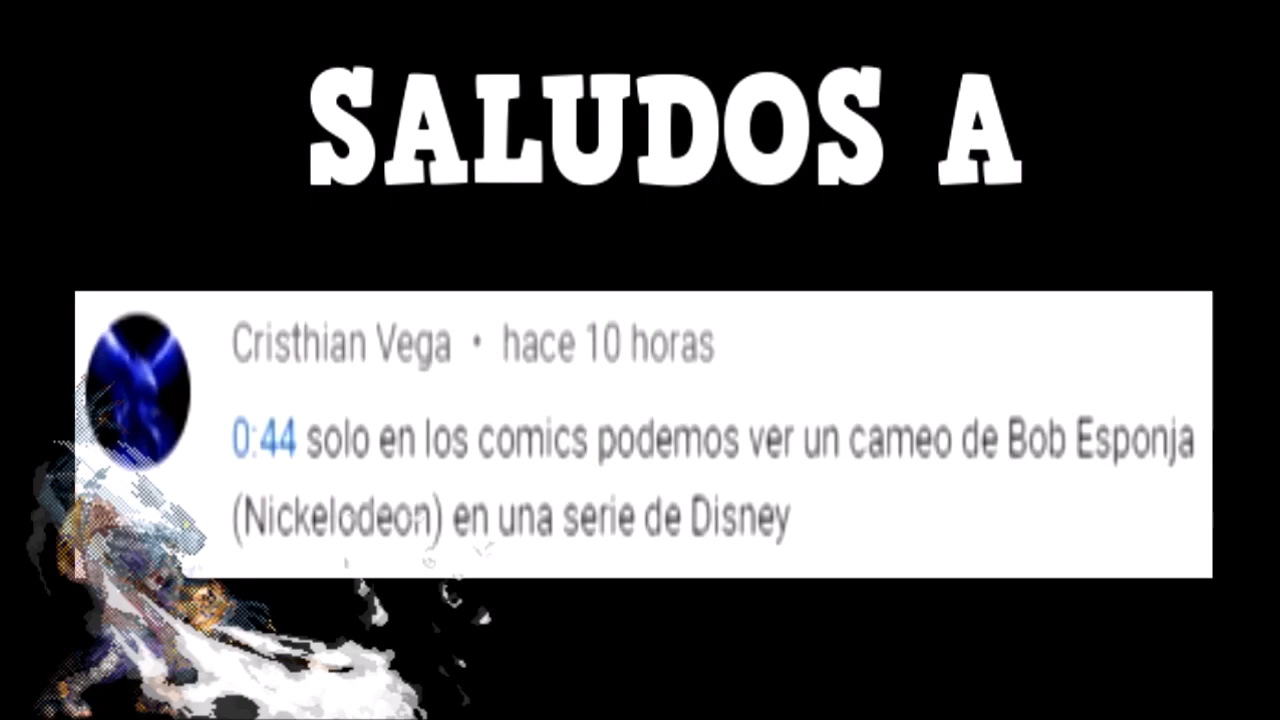 SALUDOS A
Cristhian Vega • hace 10 horas
0:44 solo en los comics podemos ver un cameo de Bob Esponja
(Nickelodeon) en una serie de Disney